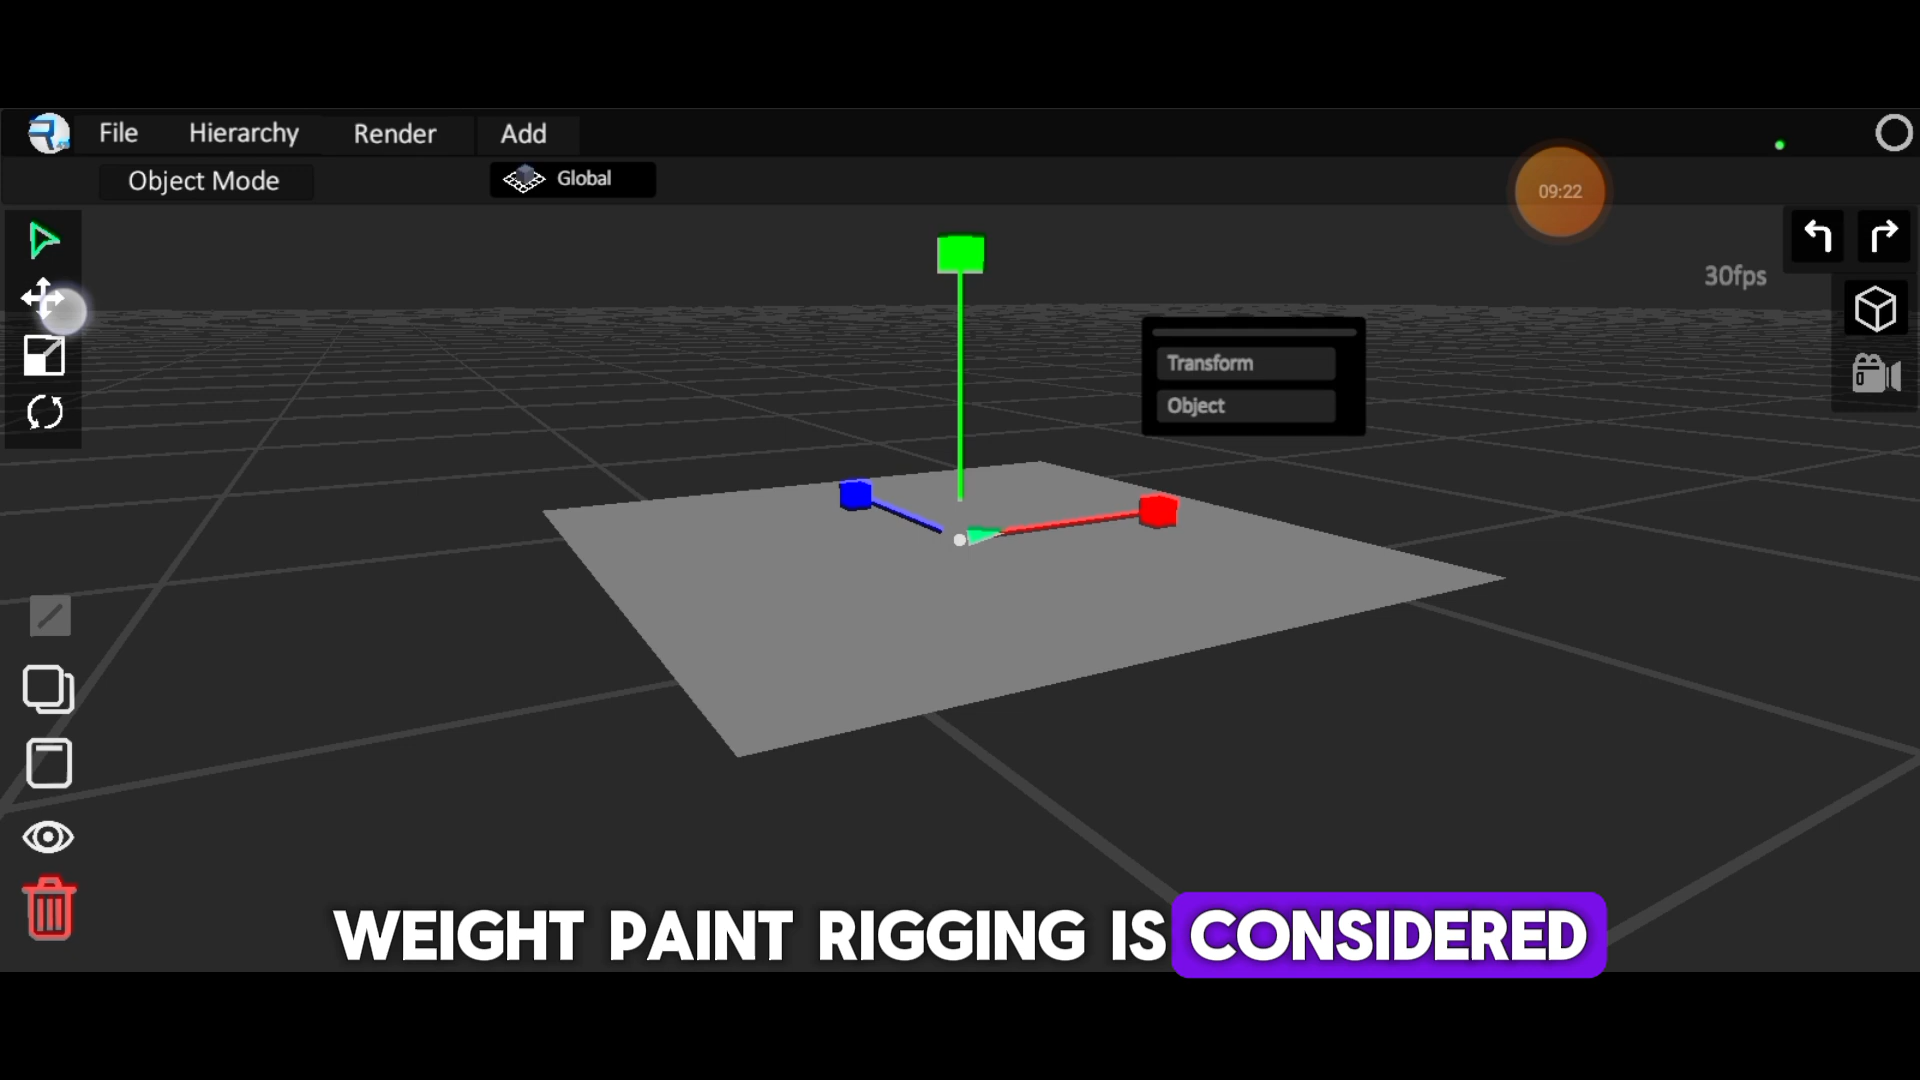 File Hierarchy Render Add
Object Mode Global
09:22
30fps
Transform
Object
WEIGHT PAINT RIGGING IS CONSIDERED